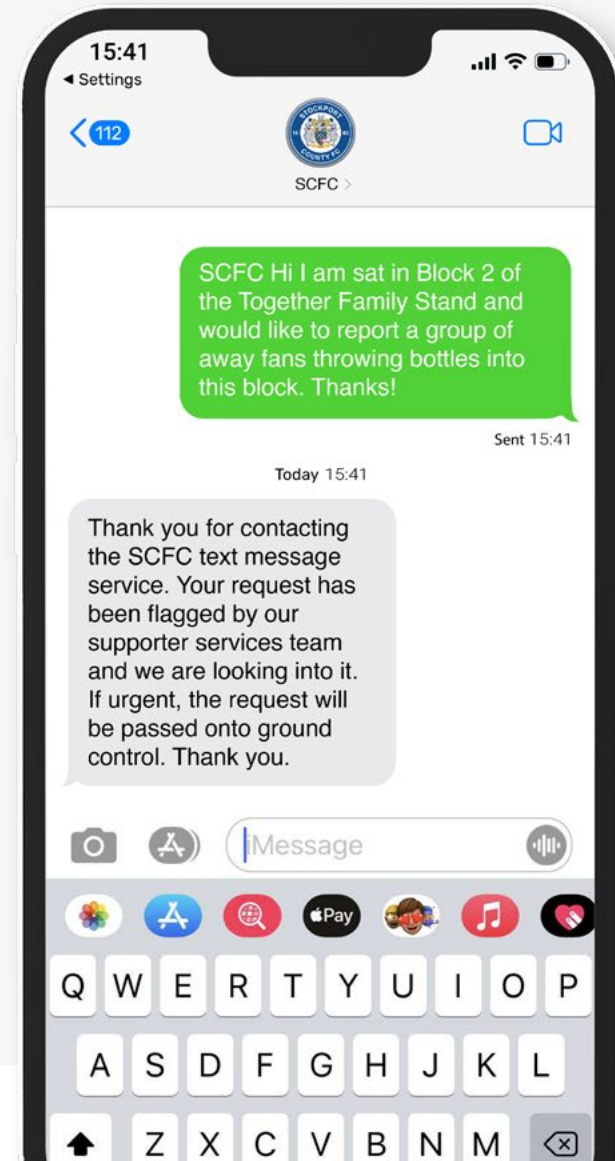 15:41
◀ Settings
112
STOCKPORT
COUNTY FC
SCFC >
SCFC Hi I am sat in Block 2 of
the Together Family Stand and
would like to report a group of
away fans throwing bottles into
this block. Thanks!
Sent 15:41
Today 15:41
Thank you for contacting
the SCFC text message
service. Your request has
been flagged by our
supporter services team
and we are looking into it.
If urgent, the request will
be passed onto ground
control. Thank you.
iMessage
Pay
Q W E R T Y U I O P
A S D F G H J K L
Z X C V B N M